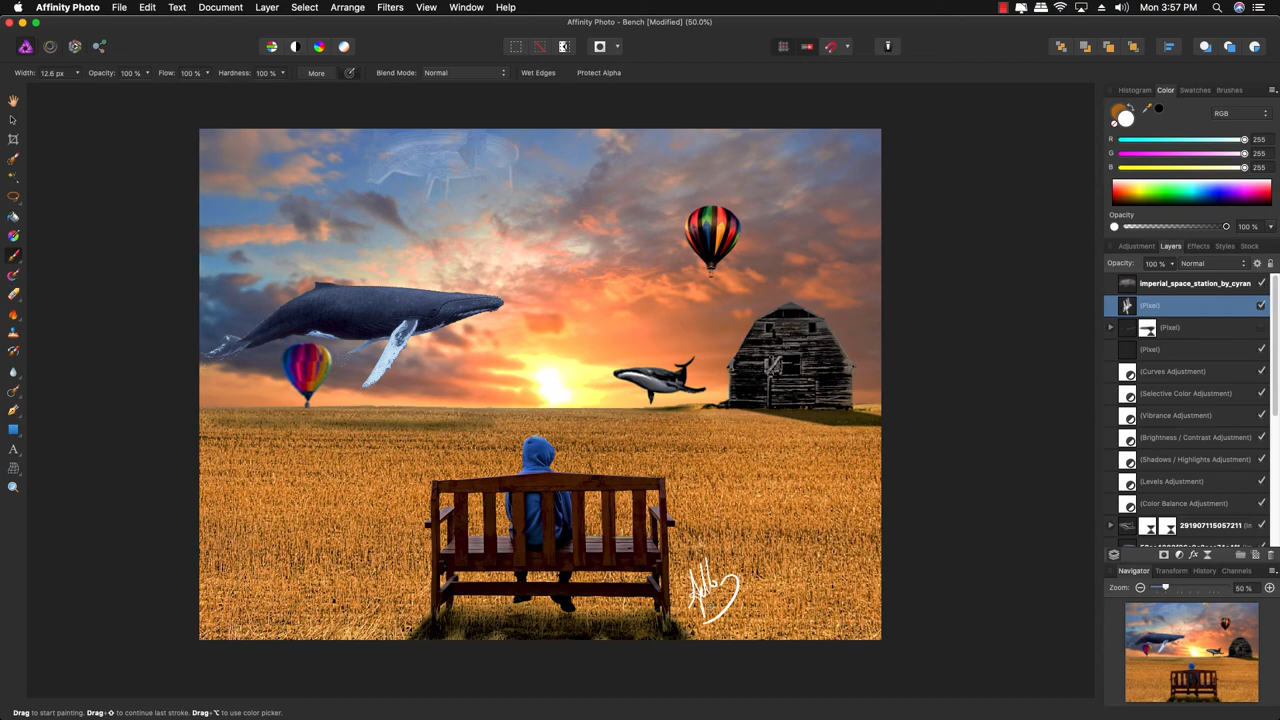 Affinity Photo File Edit Text Document Layer Select Arrange Filters View Window Help Mon 3:57 PM
Affinity Photo - Bench [Modified] (50.0%)
Width: 12.6 px Opacity: 100 % Flow: 100 % Hardness: 100 % More Blend Mode: Normal Wet Edges Protect Alpha
Histogram Color Swatches Brushes
RGB
R 255
G 255
B 255
Opacity
100 %
Adjustment Layers Effects Styles Stock
Opacity: 100 % Normal
imperial_space_station_by_cyran
(Pixel)
(Pixel)
(Pixel)
(Curves Adjustment)
(Selective Color Adjustment)
(Vibrance Adjustment)
(Brightness / Contrast Adjustment)
(Shadows / Highlights Adjustment)
(Levels Adjustment)
(Color Balance Adjustment)
291907115057211 (Im
Navigator Transform History Channels
Zoom: 50 %
Drag to start painting. Drag+⇧ to continue last stroke. Drag+⌥ to use color picker.